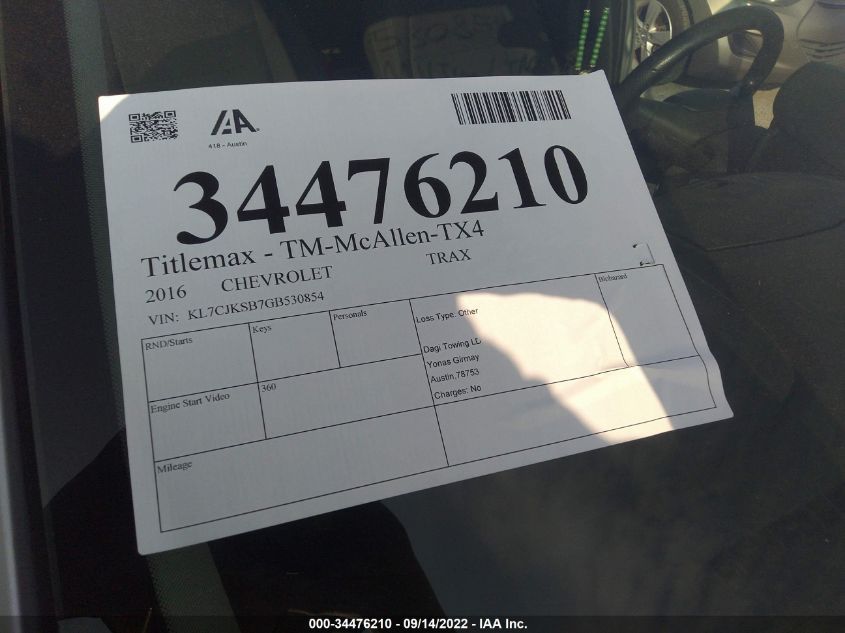 IAA
418 - Austin
34476210
Titlemax - TM-McAllen-TX4
2016 CHEVROLET TRAX
VIN: KL7CJKSB7GB530854
RND/Starts
Keys
Personals
Loss Type: Other
Biohazard
Dagi Towing LD
Yonas Girmay
Austin,78753
Charges: No
Engine Start Video
360
Mileage
000-34476210 - 09/14/2022 - IAA Inc.